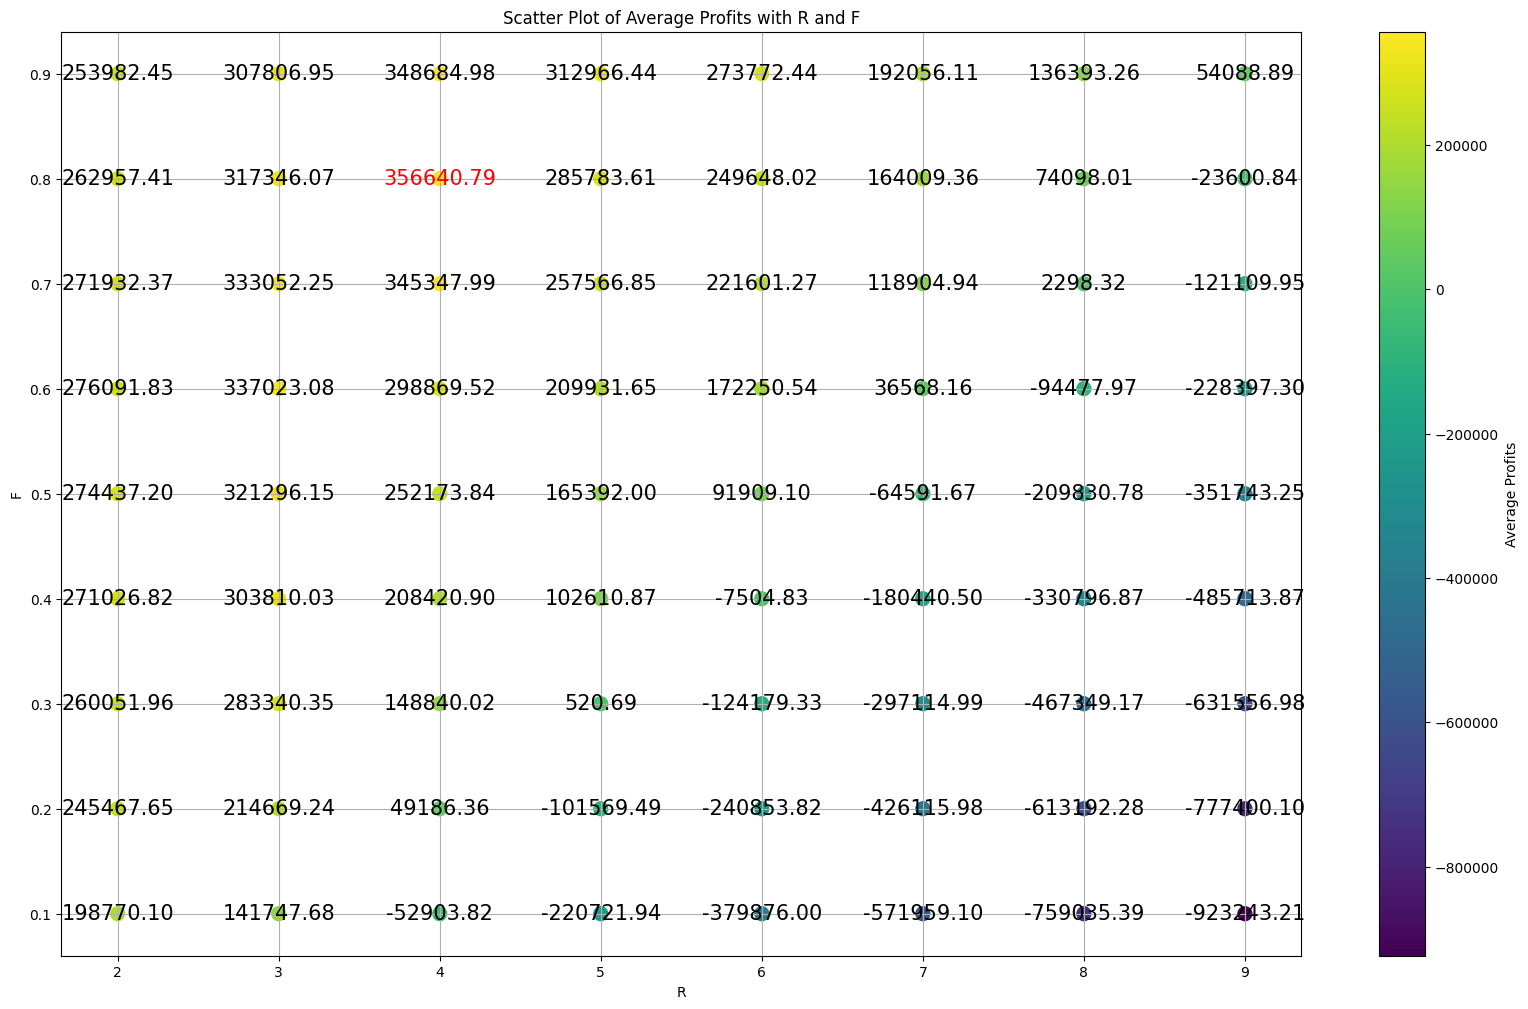 Scatter Plot of Average Profits with R and F
0.9 253982.45 307806.95 348684.98 312966.44 273772.44 192056.11 136393.26 54088.89
200000
0.8 262957.41 317346.07 356640.79 285783.61 249648.02 164009.36 74098.01 -23600.84
0.7 271932.37 333052.25 345347.99 257566.85 221601.27 118904.94 2298.32 -121109.95
0
0.6 276091.83 337023.08 298869.52 209931.65 172250.54 36568.16 -94477.97 -228397.30
−200000
F
0.5 274437.20 321296.15 252173.84 165392.00 91909.10 -64591.67 -209830.78 -351743.25
Average Profits
−400000
0.4 271026.82 303810.03 208420.90 102610.87 -7504.83 -180440.50 -330796.87 -485713.87
0.3 260051.96 283340.35 148840.02 520.69 -124179.33 -297114.99 -467349.17 -631556.98
−600000
0.2 245467.65 214669.24 49186.36 -101569.49 -240853.82 -426115.98 -613192.28 -777400.10
−800000
0.1 198770.10 141747.68 -52903.82 -220721.94 -379876.00 -571959.10 -759035.39 -923243.21
2 3 4 5 6 7 8 9
R